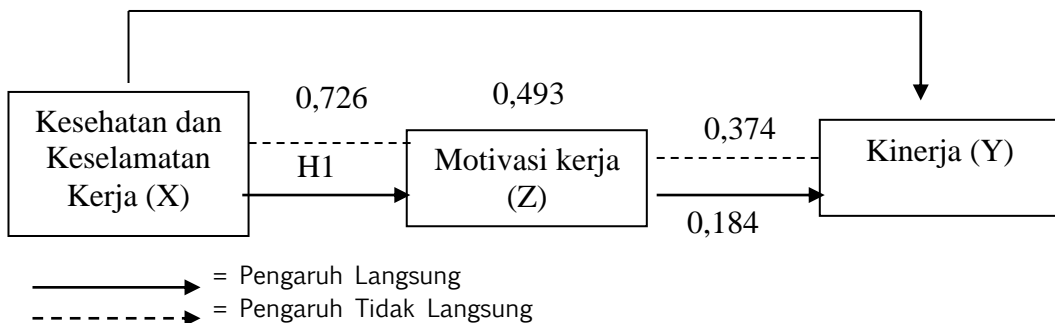 0,726
0,493
Kesehatan dan
Keselamatan
Kerja (X)
H1
Motivasi kerja
(Z)
0,374
0,184
Kinerja (Y)
= Pengaruh Langsung
= Pengaruh Tidak Langsung